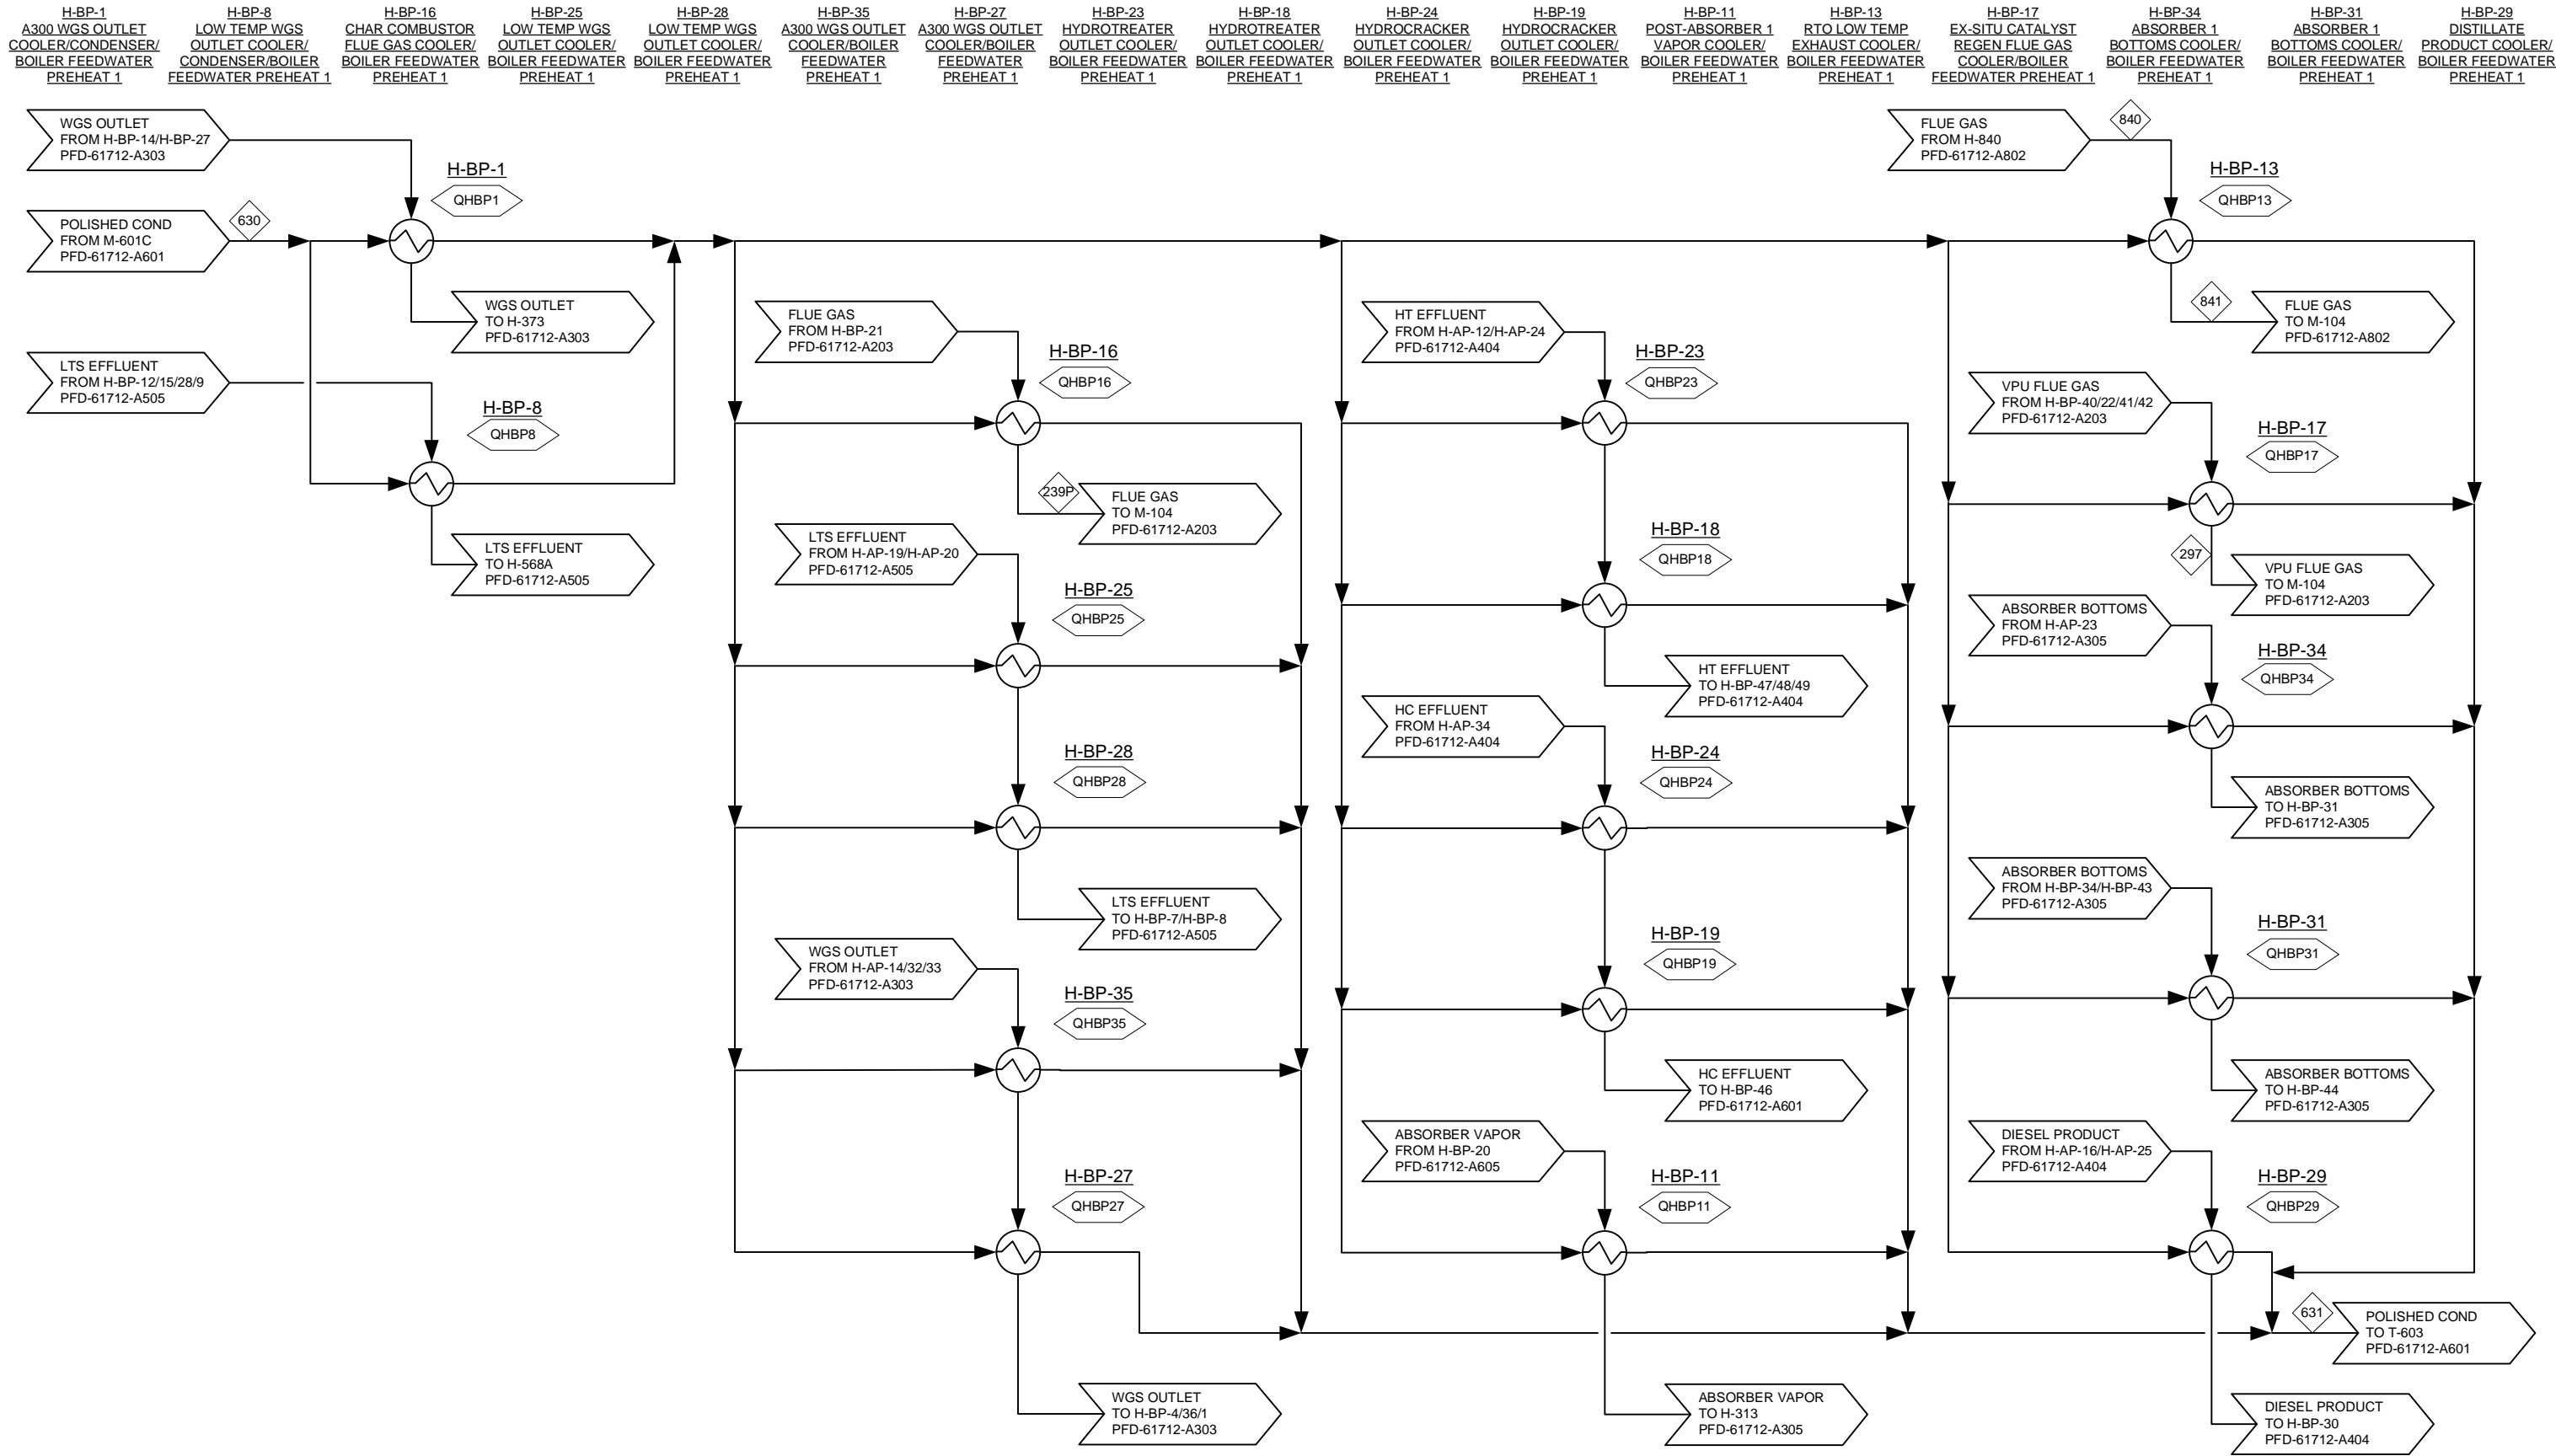 H-BP-1
A300 WGS OUTLET
COOLER/CONDENSER/
BOILER FEEDWATER
PREHEAT 1
H-BP-8
LOW TEMP WGS
OUTLET COOLER/
CONDENSER/BOILER
FEEDWATER PREHEAT 1
H-BP-16
CHAR COMBUSTOR
FLUE GAS COOLER/
BOILER FEEDWATER
PREHEAT 1
H-BP-25
LOW TEMP WGS
OUTLET COOLER/
BOILER FEEDWATER
PREHEAT 1
H-BP-28
LOW TEMP WGS
OUTLET COOLER/
BOILER FEEDWATER
PREHEAT 1
H-BP-35
A300 WGS OUTLET
COOLER/BOILER
FEEDWATER
PREHEAT 1
H-BP-27
A300 WGS OUTLET
COOLER/BOILER
FEEDWATER
PREHEAT 1
H-BP-23
HYDROTREATER
OUTLET COOLER/
BOILER FEEDWATER
PREHEAT 1
H-BP-18
HYDROTREATER
OUTLET COOLER/
BOILER FEEDWATER
PREHEAT 1
H-BP-24
HYDROCRACKER
OUTLET COOLER/
BOILER FEEDWATER
PREHEAT 1
H-BP-19
HYDROCRACKER
OUTLET COOLER/
BOILER FEEDWATER
PREHEAT 1
H-BP-11
POST-ABSORBER 1
VAPOR COOLER/
BOILER FEEDWATER
PREHEAT 1
H-BP-13
RTO LOW TEMP
EXHAUST COOLER/
BOILER FEEDWATER
PREHEAT 1
H-BP-17
EX-SITU CATALYST
REGEN FLUE GAS
COOLER/BOILER
FEEDWATER PREHEAT 1
H-BP-34
ABSORBER 1
BOTTOMS COOLER/
BOILER FEEDWATER
PREHEAT 1
H-BP-31
ABSORBER 1
BOTTOMS COOLER/
BOILER FEEDWATER
PREHEAT 1
H-BP-29
DISTILLATE
PRODUCT COOLER/
BOILER FEEDWATER
PREHEAT 1
WGS OUTLET
FROM H-BP-14/H-BP-27
PFD-61712-A303
H-BP-1
QHBP1
POLISHED COND
FROM M-601C
PFD-61712-A601
630
WGS OUTLET
TO H-373
PFD-61712-A303
LTS EFFLUENT
FROM H-BP-12/15/28/9
PFD-61712-A505
H-BP-8
QHBP8
LTS EFFLUENT
TO H-568A
PFD-61712-A505
FLUE GAS
FROM H-BP-21
PFD-61712-A203
H-BP-16
QHBP16
239P
FLUE GAS
TO M-104
PFD-61712-A203
LTS EFFLUENT
FROM H-AP-19/H-AP-20
PFD-61712-A505
H-BP-25
QHBP25
H-BP-28
QHBP28
LTS EFFLUENT
TO H-BP-7/H-BP-8
PFD-61712-A505
WGS OUTLET
FROM H-AP-14/32/33
PFD-61712-A303
H-BP-35
QHBP35
H-BP-27
QHBP27
WGS OUTLET
TO H-BP-4/36/1
PFD-61712-A303
HT EFFLUENT
FROM H-AP-12/H-AP-24
PFD-61712-A404
H-BP-23
QHBP23
H-BP-18
QHBP18
HT EFFLUENT
TO H-BP-47/48/49
PFD-61712-A404
HC EFFLUENT
FROM H-AP-34
PFD-61712-A404
H-BP-24
QHBP24
H-BP-19
QHBP19
HC EFFLUENT
TO H-BP-46
PFD-61712-A601
ABSORBER VAPOR
FROM H-BP-20
PFD-61712-A605
H-BP-11
QHBP11
ABSORBER VAPOR
TO H-313
PFD-61712-A305
FLUE GAS
FROM H-840
PFD-61712-A802
840
H-BP-13
QHBP13
841
FLUE GAS
TO M-104
PFD-61712-A802
VPU FLUE GAS
FROM H-BP-40/22/41/42
PFD-61712-A203
H-BP-17
QHBP17
297
VPU FLUE GAS
TO M-104
PFD-61712-A203
ABSORBER BOTTOMS
FROM H-AP-23
PFD-61712-A305
H-BP-34
QHBP34
ABSORBER BOTTOMS
TO H-BP-31
PFD-61712-A305
ABSORBER BOTTOMS
FROM H-BP-34/H-BP-43
PFD-61712-A305
H-BP-31
QHBP31
ABSORBER BOTTOMS
TO H-BP-44
PFD-61712-A305
DIESEL PRODUCT
FROM H-AP-16/H-AP-25
PFD-61712-A404
H-BP-29
QHBP29
631
POLISHED COND
TO T-603
PFD-61712-A601
DIESEL PRODUCT
TO H-BP-30
PFD-61712-A404